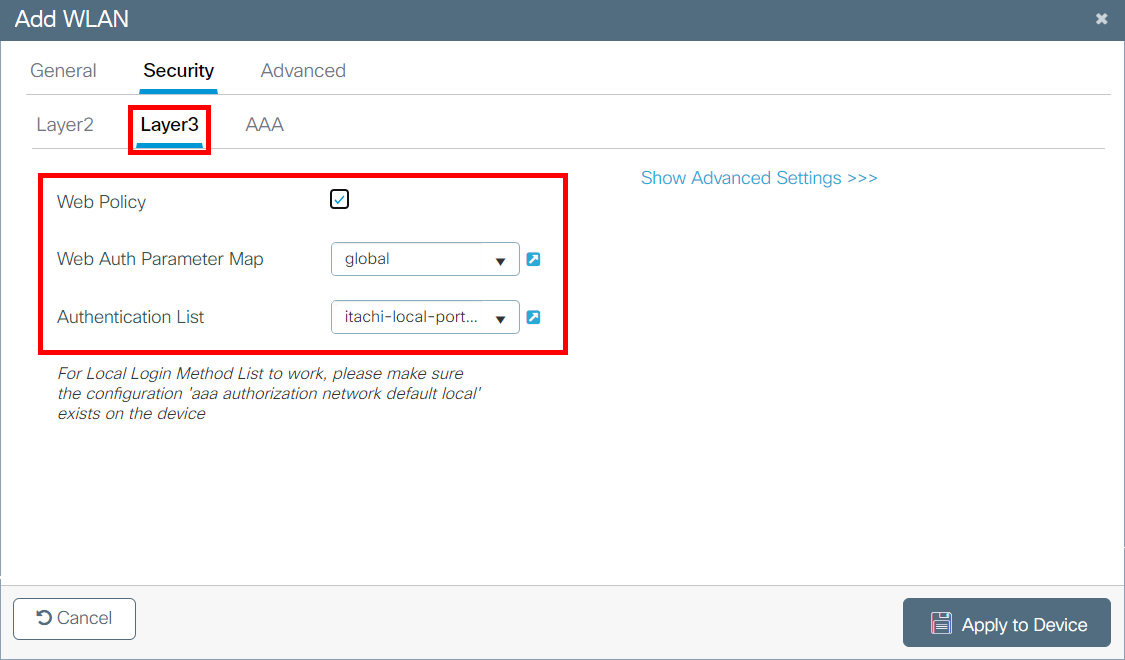 Add WLAN
General Security Advanced
Layer2 Layer3 AAA
Show Advanced Settings >>>
Web Policy
Web Auth Parameter Map global
Authentication List itachi-local-port...
For Local Login Method List to work, please make sure
the configuration 'aaa authorization network default local'
exists on the device
Cancel Apply to Device